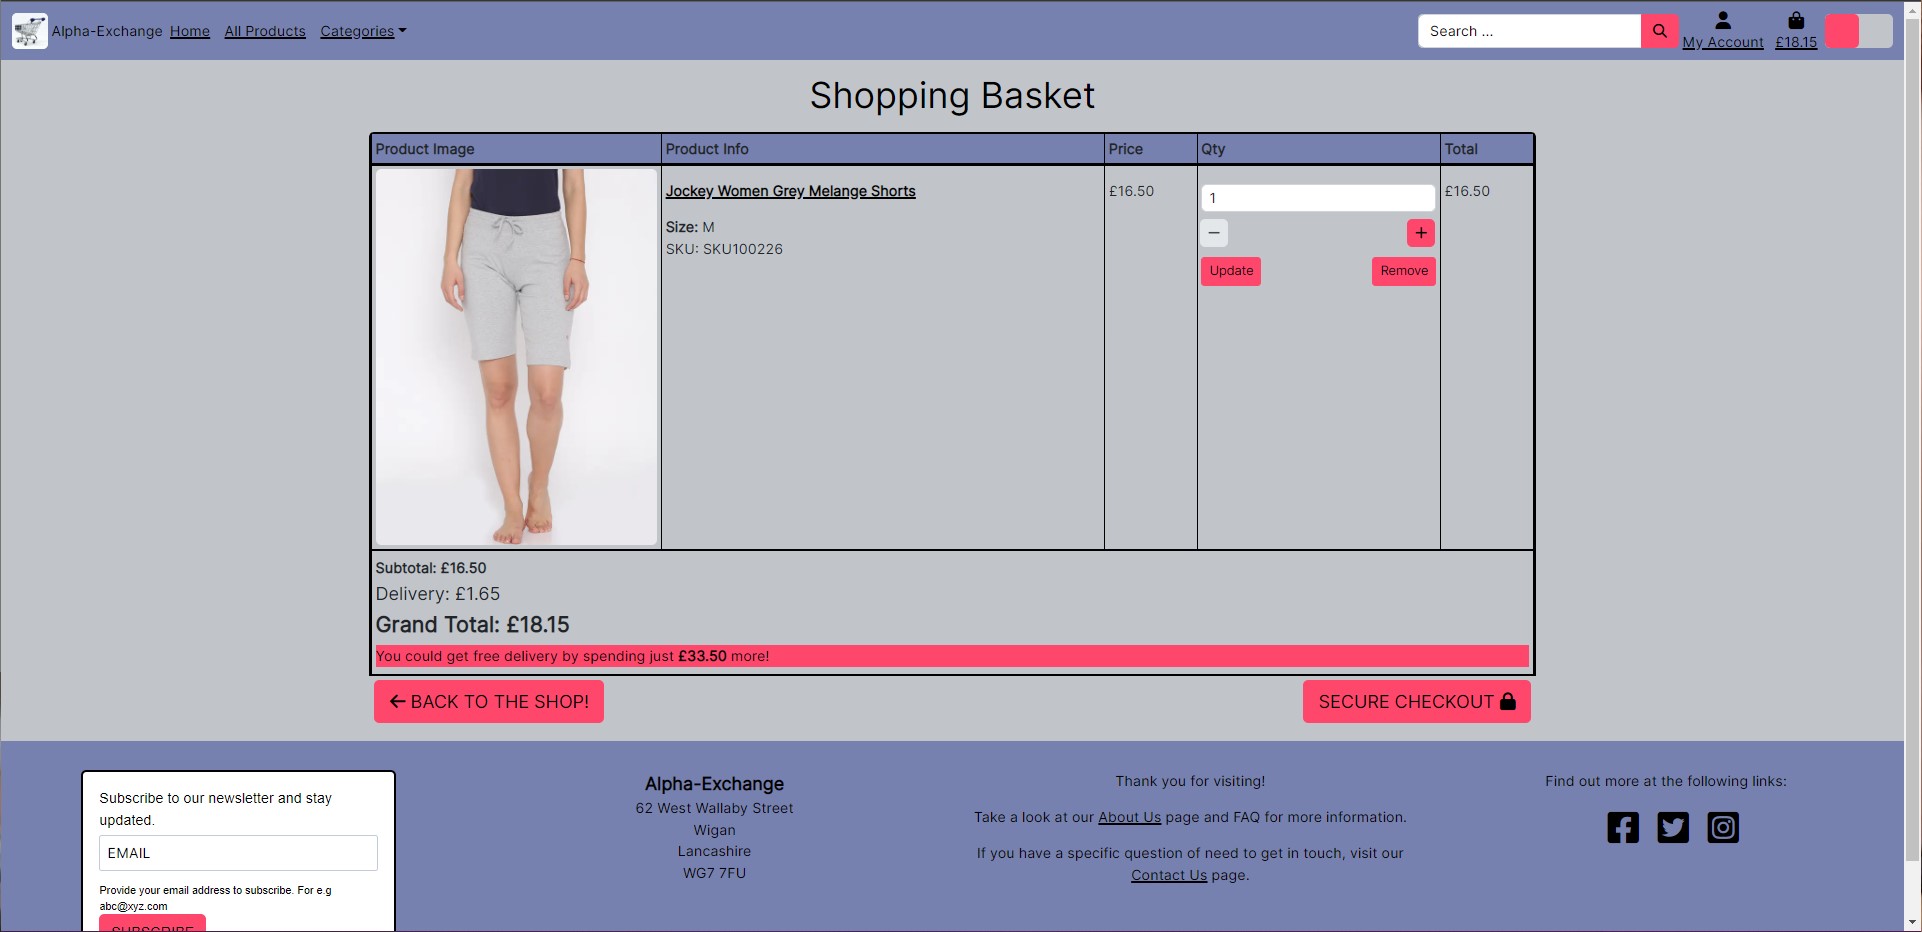 Alpha-Exchange Home All Products Categories
Search ...
My Account £18.15
Shopping Basket
Product Image Product Info Price Qty Total
Jockey Women Grey Melange Shorts £16.50 1 £16.50
Size: M
SKU: SKU100226
Update Remove
Subtotal: £16.50
Delivery: £1.65
Grand Total: £18.15
You could get free delivery by spending just £33.50 more!
BACK TO THE SHOP! SECURE CHECKOUT
Subscribe to our newsletter and stay
updated.
EMAIL
Provide your email address to subscribe. For e.g
abc@xyz.com
SUBSCRIBE
Alpha-Exchange
62 West Wallaby Street
Wigan
Lancashire
WG7 7FU
Thank you for visiting!
Take a look at our About Us page and FAQ for more information.
If you have a specific question of need to get in touch, visit our
Contact Us page.
Find out more at the following links: